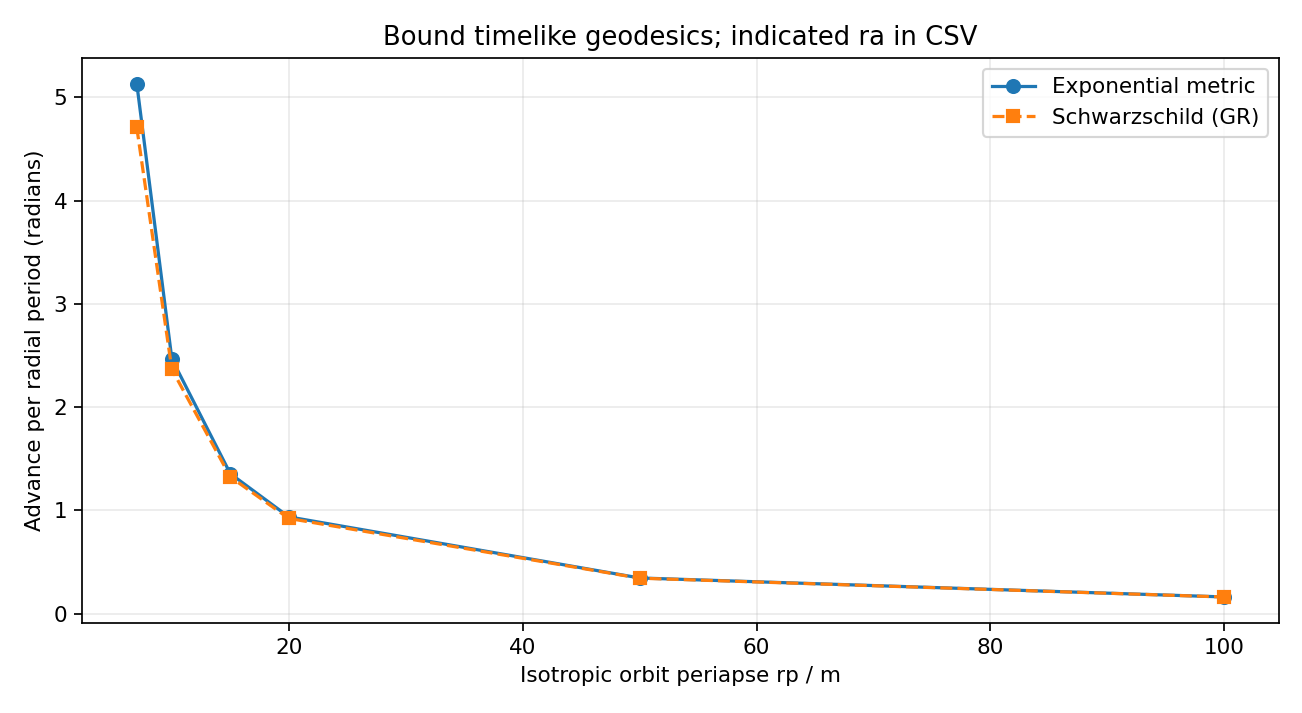 Bound timelike geodesics; indicated ra in CSV
Exponential metric
Schwarzschild (GR)
Advance per radial period (radians)
5
4
3
2
1
0
20
40
60
80
100
Isotropic orbit periapse rp / m